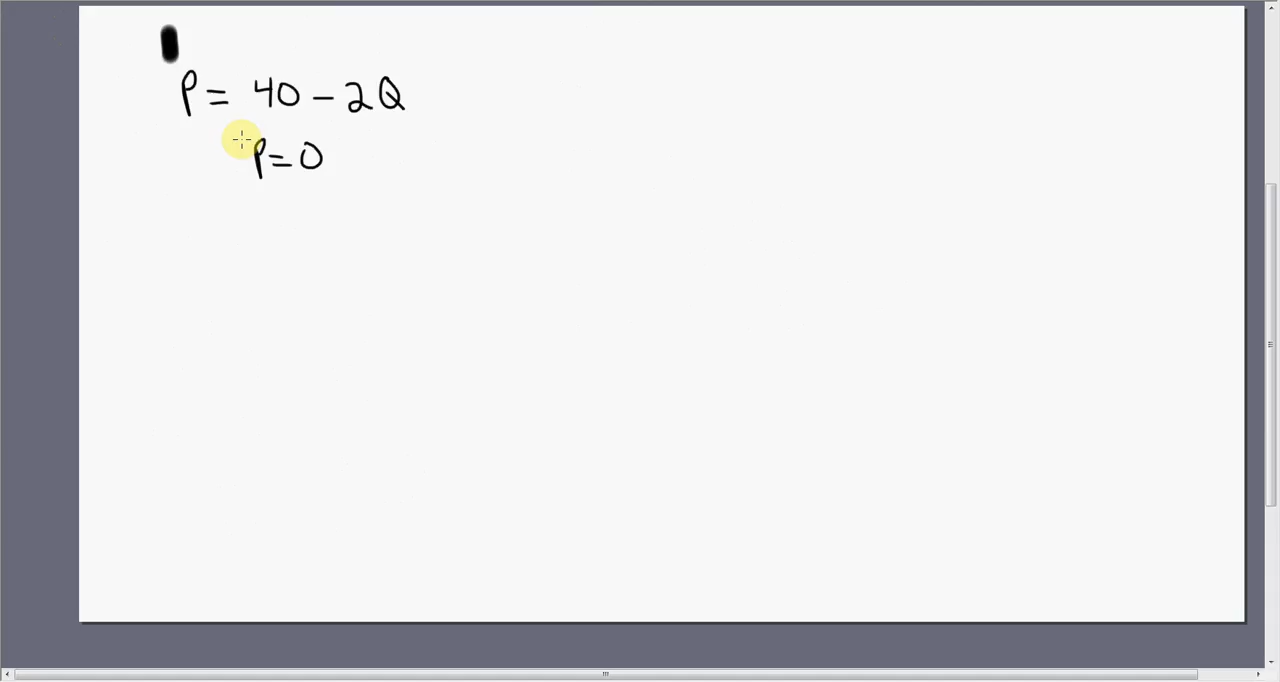 P = 40 - 2Q
P = 0